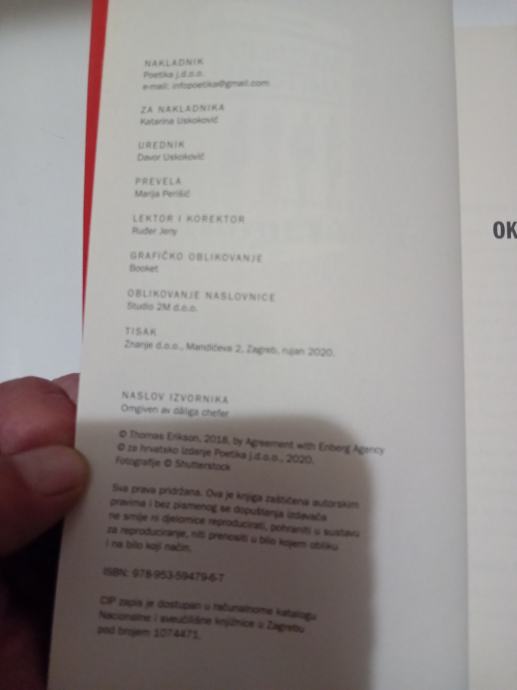 NAKLADNIK
Poetika j.d.o.o.
e-mail: infopoetika@gmail.com
ZA NAKLADNIKA
Katarina Uskoković
UREDNIK
Davor Uskoković
PREVELA
Marija Perišić
LEKTOR I KOREKTOR
Ruđer Jeny
GRAFIČKO OBLIKOVANJE
Booket
OBLIKOVANJE NASLOVNICE
Studio 2M d.o.o.
TISAK
Znanje d.o.o., Mandićeva 2, Zagreb, rujan 2020.
NASLOV IZVORNIKA
Omgiven av dåliga chefer
© Thomas Erikson, 2018, by Agreement with Enberg Agency
© za hrvatsko izdanje Poetika j.d.o.o., 2020.
Fotografije © Shutterstock
Sva prava pridržana. Ova je knjiga zaštićena autorskim
pravima i bez pismenog se dopuštenja izdavača
ne smije ni djelomice reproducirati, pohraniti u sustavu
za reproduciranje, niti prenositi u bilo kojem obliku
i na bilo koji način.
ISBN: 978-953-59479-6-7
CIP zapis je dostupan u računalnome katalogu
Nacionalne i sveučilišne knjižnice u Zagrebu
pod brojem 1074471.
OK